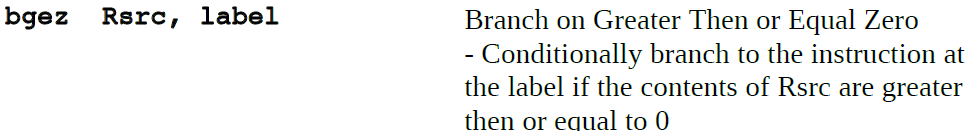 bgez Rsrc, label
Branch on Greater Then or Equal Zero
- Conditionally branch to the instruction at
the label if the contents of Rsrc are greater
then or equal to 0